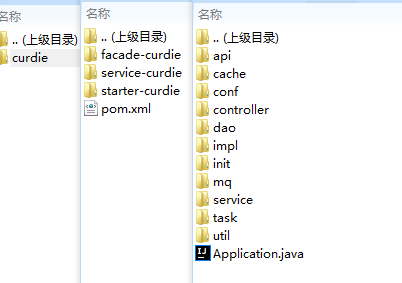 名称
.. (上级目录)
curdie
名称
.. (上级目录)
facade-curdie
service-curdie
starter-curdie
pom.xml
名称
.. (上级目录)
api
cache
conf
controller
dao
impl
init
mq
service
task
util
Application.java